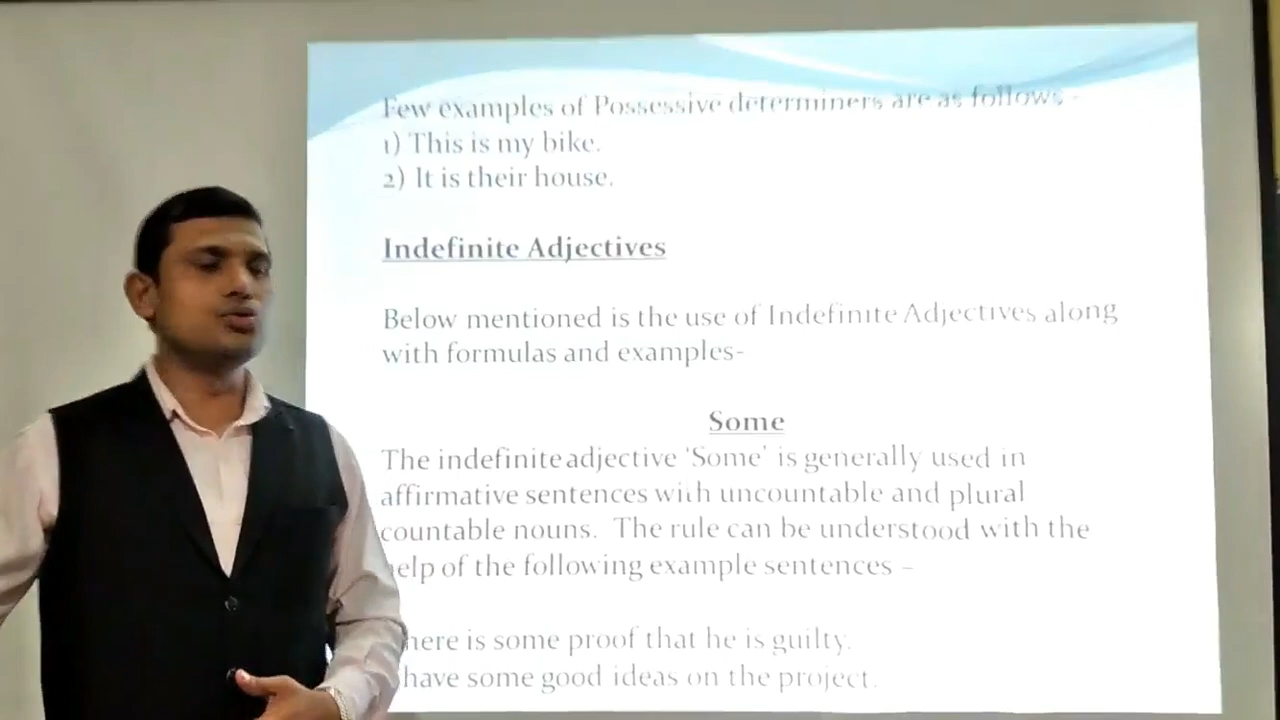 Few examples of Possessive determiners are as follows -
1) This is my bike.
2) It is their house.
Indefinite Adjectives
Below mentioned is the use of Indefinite Adjectives along
with formulas and examples-
Some
The indefinite adjective ‘Some’ is generally used in
affirmative sentences with uncountable and plural
countable nouns. The rule can be understood with the
elp of the following example sentences –
here is some proof that he is guilty.
have some good ideas on the project.